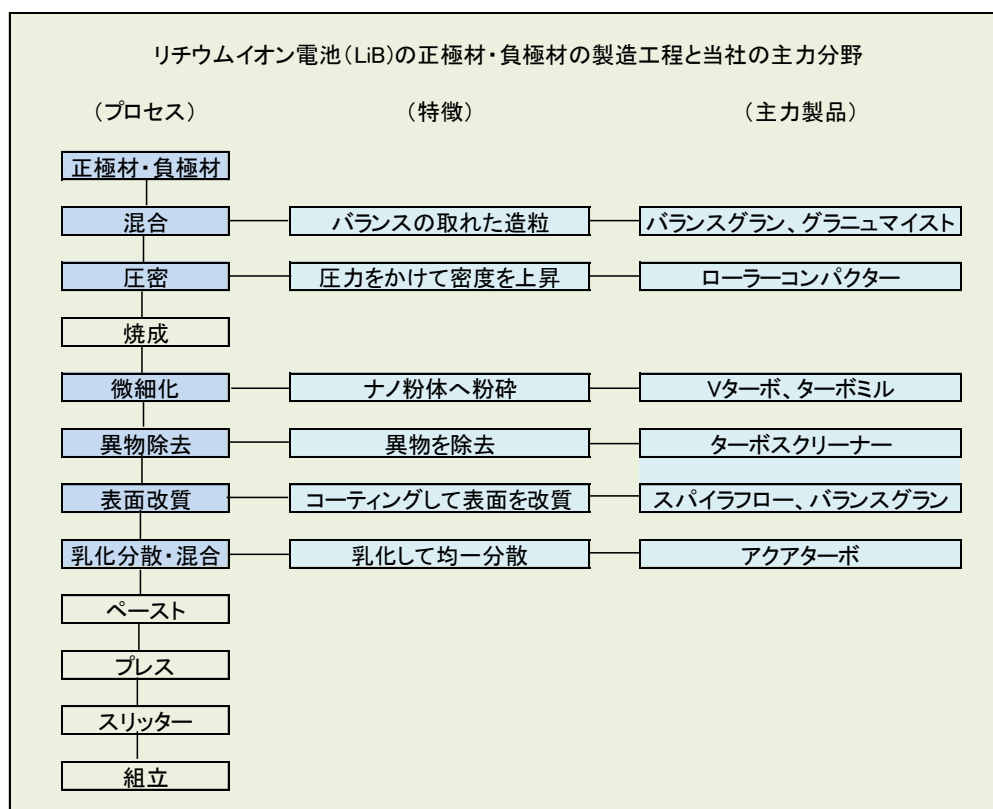 リチウムイオン電池(LiB)の正極材・負極材の製造工程と当社の主力分野
(プロセス) (特徴) (主力製品)
正極材・負極材
混合 バランスの取れた造粒 バランスグラン、グラニュマイスト
圧密 圧力をかけて密度を上昇 ローラーコンパクター
焼成
微細化 ナノ粉体へ粉砕 Vターボ、ターボミル
異物除去 異物を除去 ターボスクリーナー
表面改質 コーティングして表面を改質 スパイラフロー、バランスグラン
乳化分散・混合 乳化して均一分散 アクアターボ
ペースト
プレス
スリッター
組立